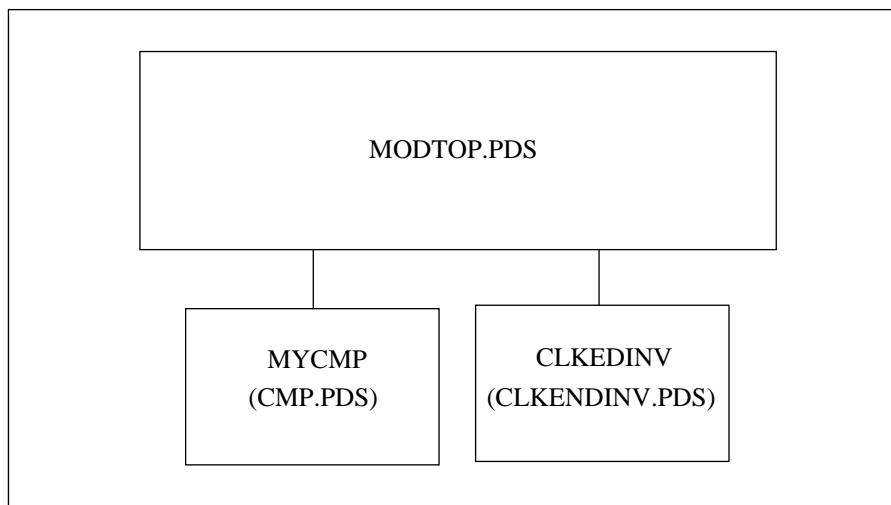 MODTOP.PDS
MYCMP
(CMP.PDS)
CLKEDINV
(CLKENDINV.PDS)